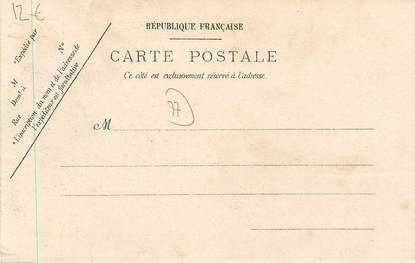 12-€
RÉPUBLIQUE FRANÇAISE
CARTE POSTALE
Ce côté est exclusivement réservé à l'adresse.
*Expédié par
M
Demt à
Rue
N°
*L'inscription du nom et de l'adresse de
l'expéditeur est facultative.
77
M